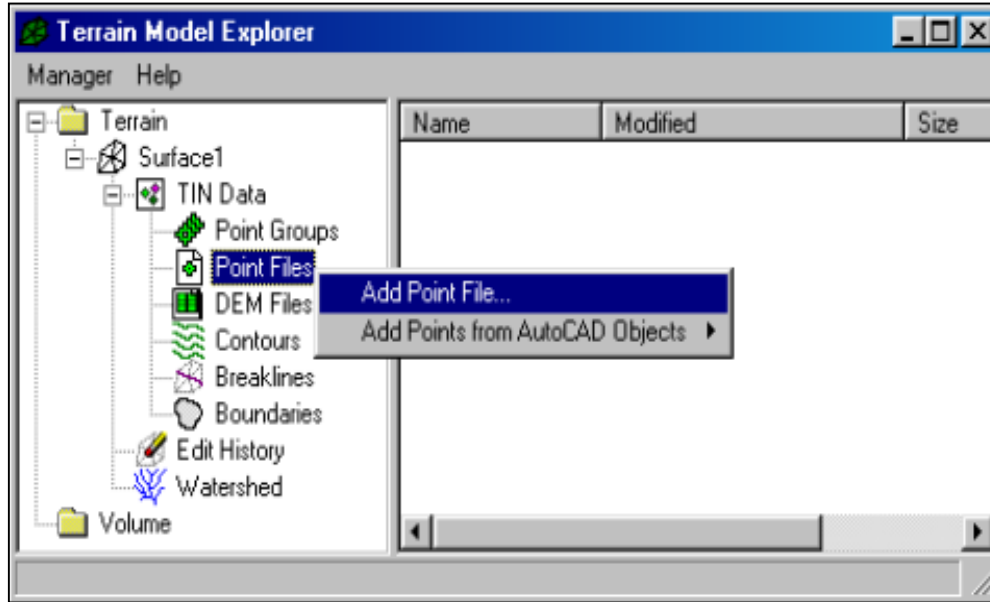 Terrain Model Explorer
Manager Help
Terrain
Name Modified Size
Surface1
TIN Data
Point Groups
Point Files
Add Point File...
DEM Files
Add Points from AutoCAD Objects
Contours
Breaklines
Boundaries
Edit History
Watershed
Volume